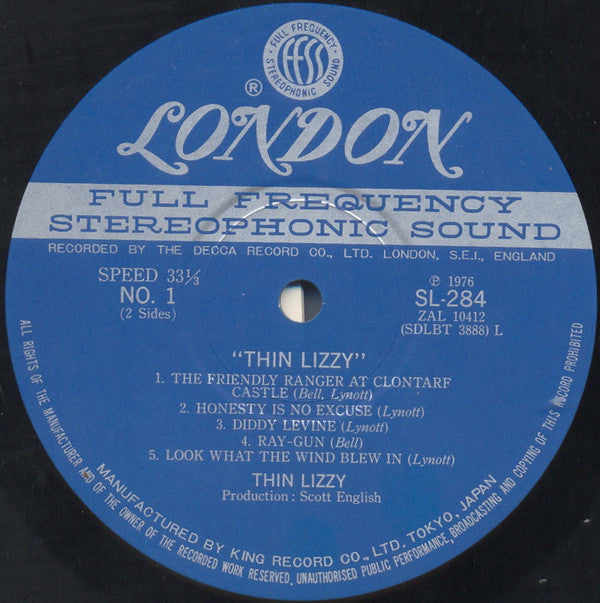 FULL FREQUENCY
FFSS
STEREOPHONIC SOUND
®
LONDON
FULL FREQUENCY
STEREOPHONIC SOUND
RECORDED BY THE DECCA RECORD CO., LTD. LONDON, S.E.I., ENGLAND
SPEED 33⅓
NO. 1
(2 Sides)
℗ 1976
SL-284
ZAL 10412
(SDLBT 3888) L
"THIN LIZZY"
1. THE FRIENDLY RANGER AT CLONTARF
CASTLE (Bell, Lynott)
2. HONESTY IS NO EXCUSE (Lynott)
3. DIDDY LEVINE (Lynott)
4. RAY-GUN (Bell)
5. LOOK WHAT THE WIND BLEW IN (Lynott)
THIN LIZZY
Production : Scott English
MANUFACTURED BY KING RECORD CO., LTD. TOKYO, JAPAN
ALL RIGHTS OF THE MANUFACTURER AND OF THE OWNER OF THE RECORDED WORK RESERVED. UNAUTHORISED PUBLIC PERFORMANCE, BROADCASTING AND COPYING OF THIS RECORD PROHIBITED